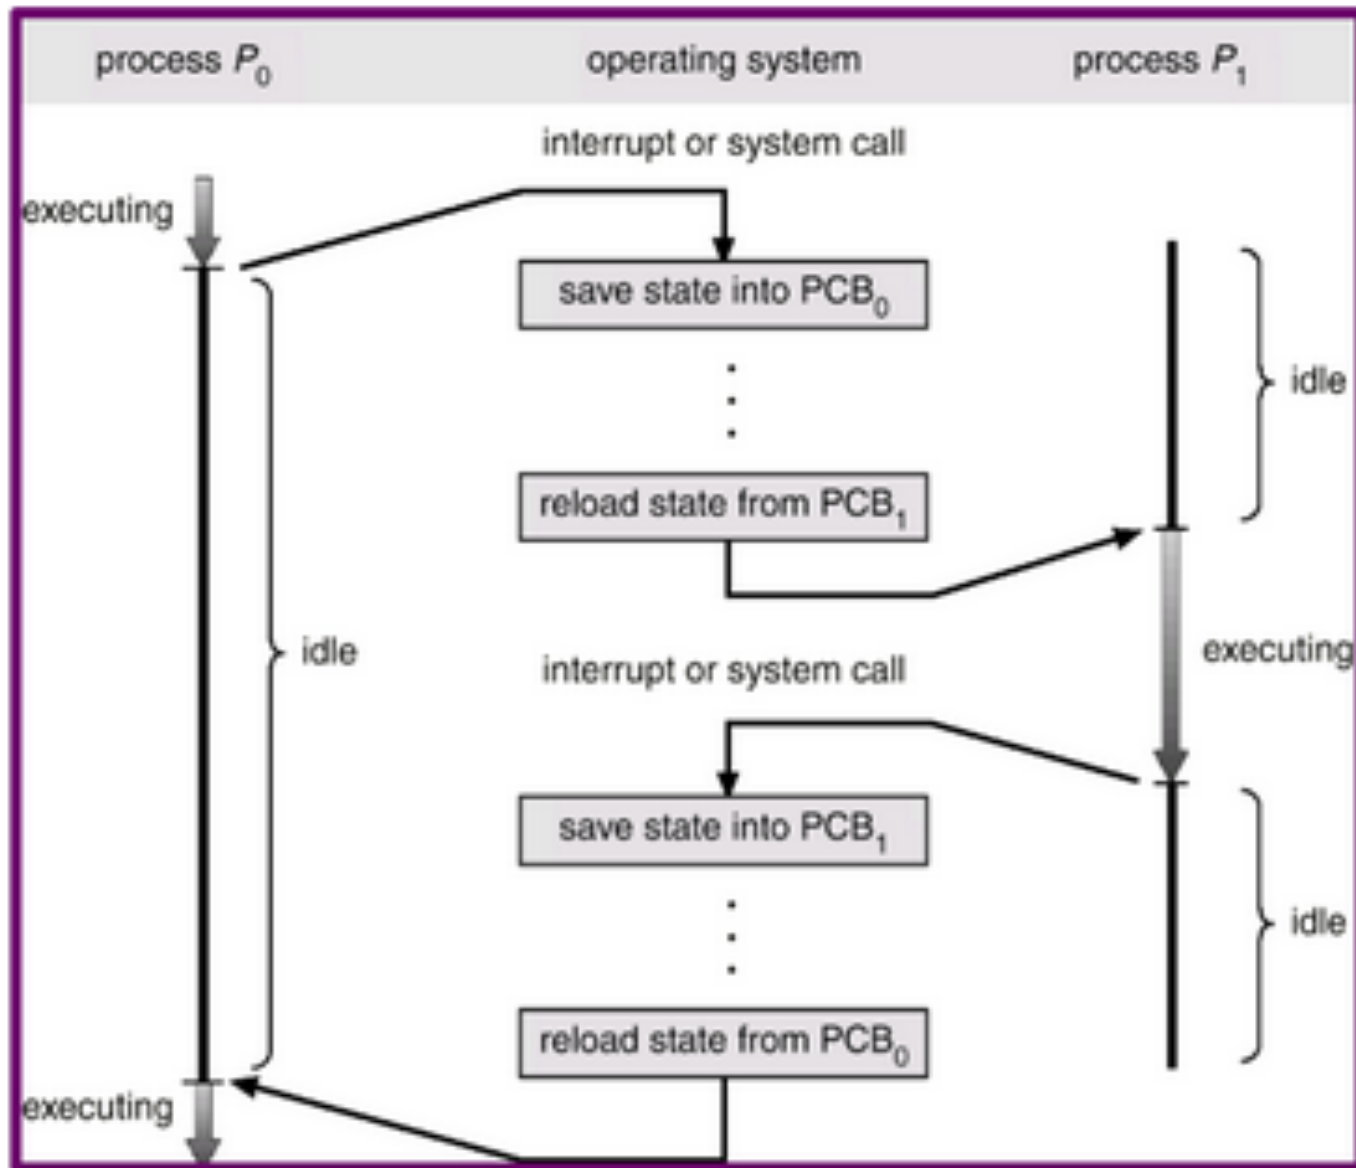 process P₀ operating system process P₁
interrupt or system call
executing
save state into PCB₀
idle
reload state from PCB₁
idle
executing
interrupt or system call
save state into PCB₁
idle
reload state from PCB₀
executing